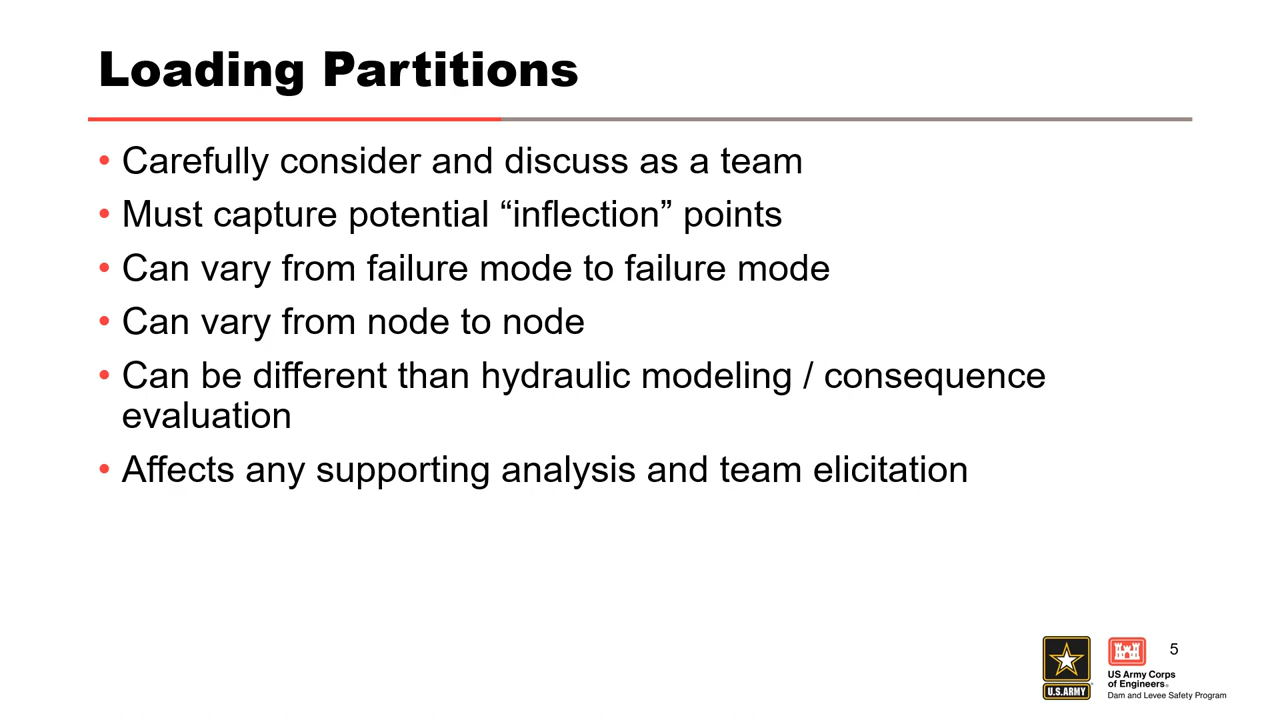 Loading Partitions
• Carefully consider and discuss as a team
• Must capture potential “inflection” points
• Can vary from failure mode to failure mode
• Can vary from node to node
• Can be different than hydraulic modeling / consequence
evaluation
• Affects any supporting analysis and team elicitation
5
U.S.ARMY
US Army Corps
of Engineers®
Dam and Levee Safety Program